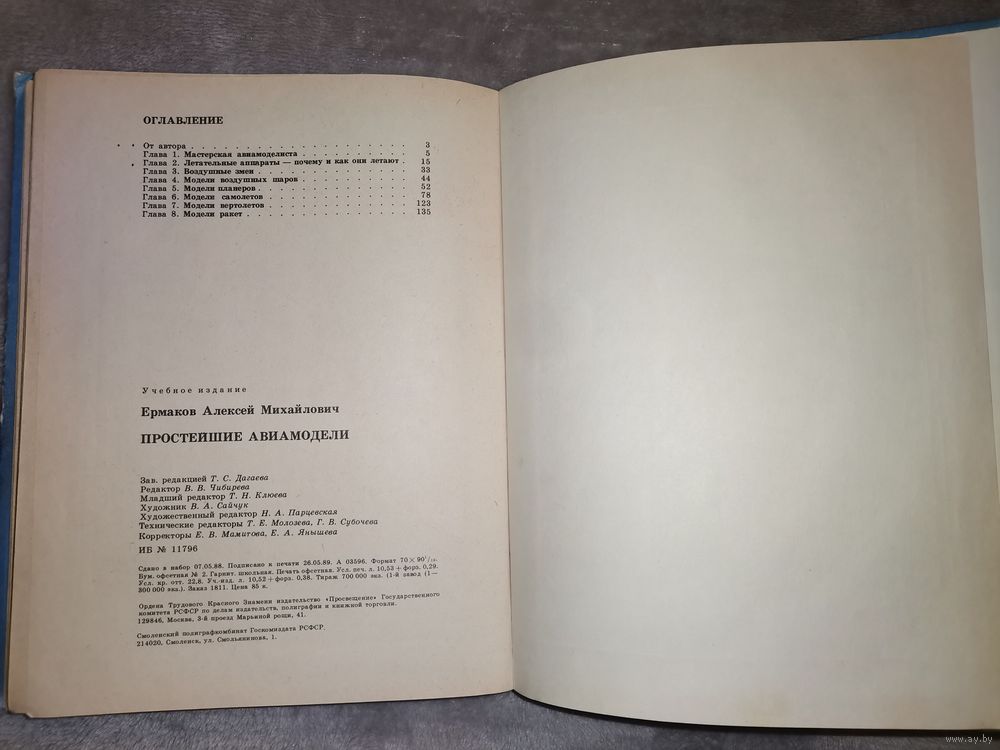 ОГЛАВЛЕНИЕ
От автора . . . . . . . . . . . . . . . . . . . . 3
Глава 1. Мастерская авиамоделиста . . . . . . . . . . 5
Глава 2. Летательные аппараты — почему и как они летают . 15
Глава 3. Воздушные змеи . . . . . . . . . . . . . . 33
Глава 4. Модели воздушных шаров . . . . . . . . . . 44
Глава 5. Модели планеров . . . . . . . . . . . . . . 52
Глава 6. Модели самолетов . . . . . . . . . . . . . 78
Глава 7. Модели вертолетов . . . . . . . . . . . . . 123
Глава 8. Модели ракет . . . . . . . . . . . . . . . 135
Учебное издание
Ермаков Алексей Михайлович
ПРОСТЕЙШИЕ АВИАМОДЕЛИ
Зав. редакцией Т. С. Дагаева
Редактор В. В. Чибирева
Младший редактор Т. Н. Клюева
Художник В. А. Сайчук
Художественный редактор Н. А. Парцевская
Технические редакторы Т. Е. Молозева, Г. В. Субочева
Корректоры Е. В. Мамитова, Е. А. Янышева
ИБ № 11796
Сдано в набор 07.05.88. Подписано к печати 26.05.89. А 03596. Формат 70×90¹/₁₆.
Бум. офсетная № 2. Гарнит. школьная. Печать офсетная. Усл. печ. л. 10,53+форз. 0,29.
Усл. кр. отт. 22,8. Уч.-изд. л. 10,52+форз. 0,38. Тираж 700 000 экз. (1-й завод (1—
300 000 экз.). Заказ 1811. Цена 85 к.
Ордена Трудового Красного Знамени издательство «Просвещение» Государственного
комитета РСФСР по делам издательств, полиграфии и книжной торговли.
129846, Москва, 3-й проезд Марьиной рощи, 41.
Смоленский полиграфкомбинат Госкомиздата РСФСР.
214020, Смоленск, ул. Смольянинова, 1.
www.ay.by